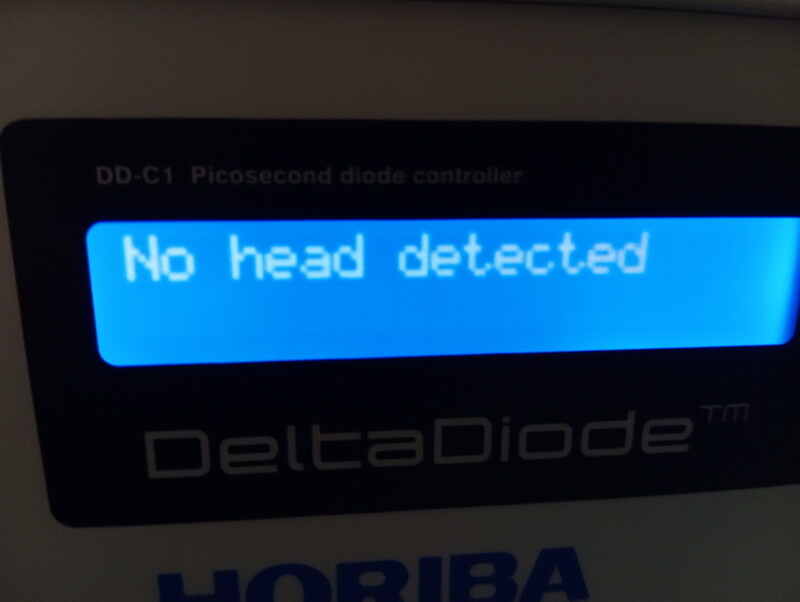 DD-C1 Picosecond diode controller
No head detected
DeltaDiode™
HORIBA